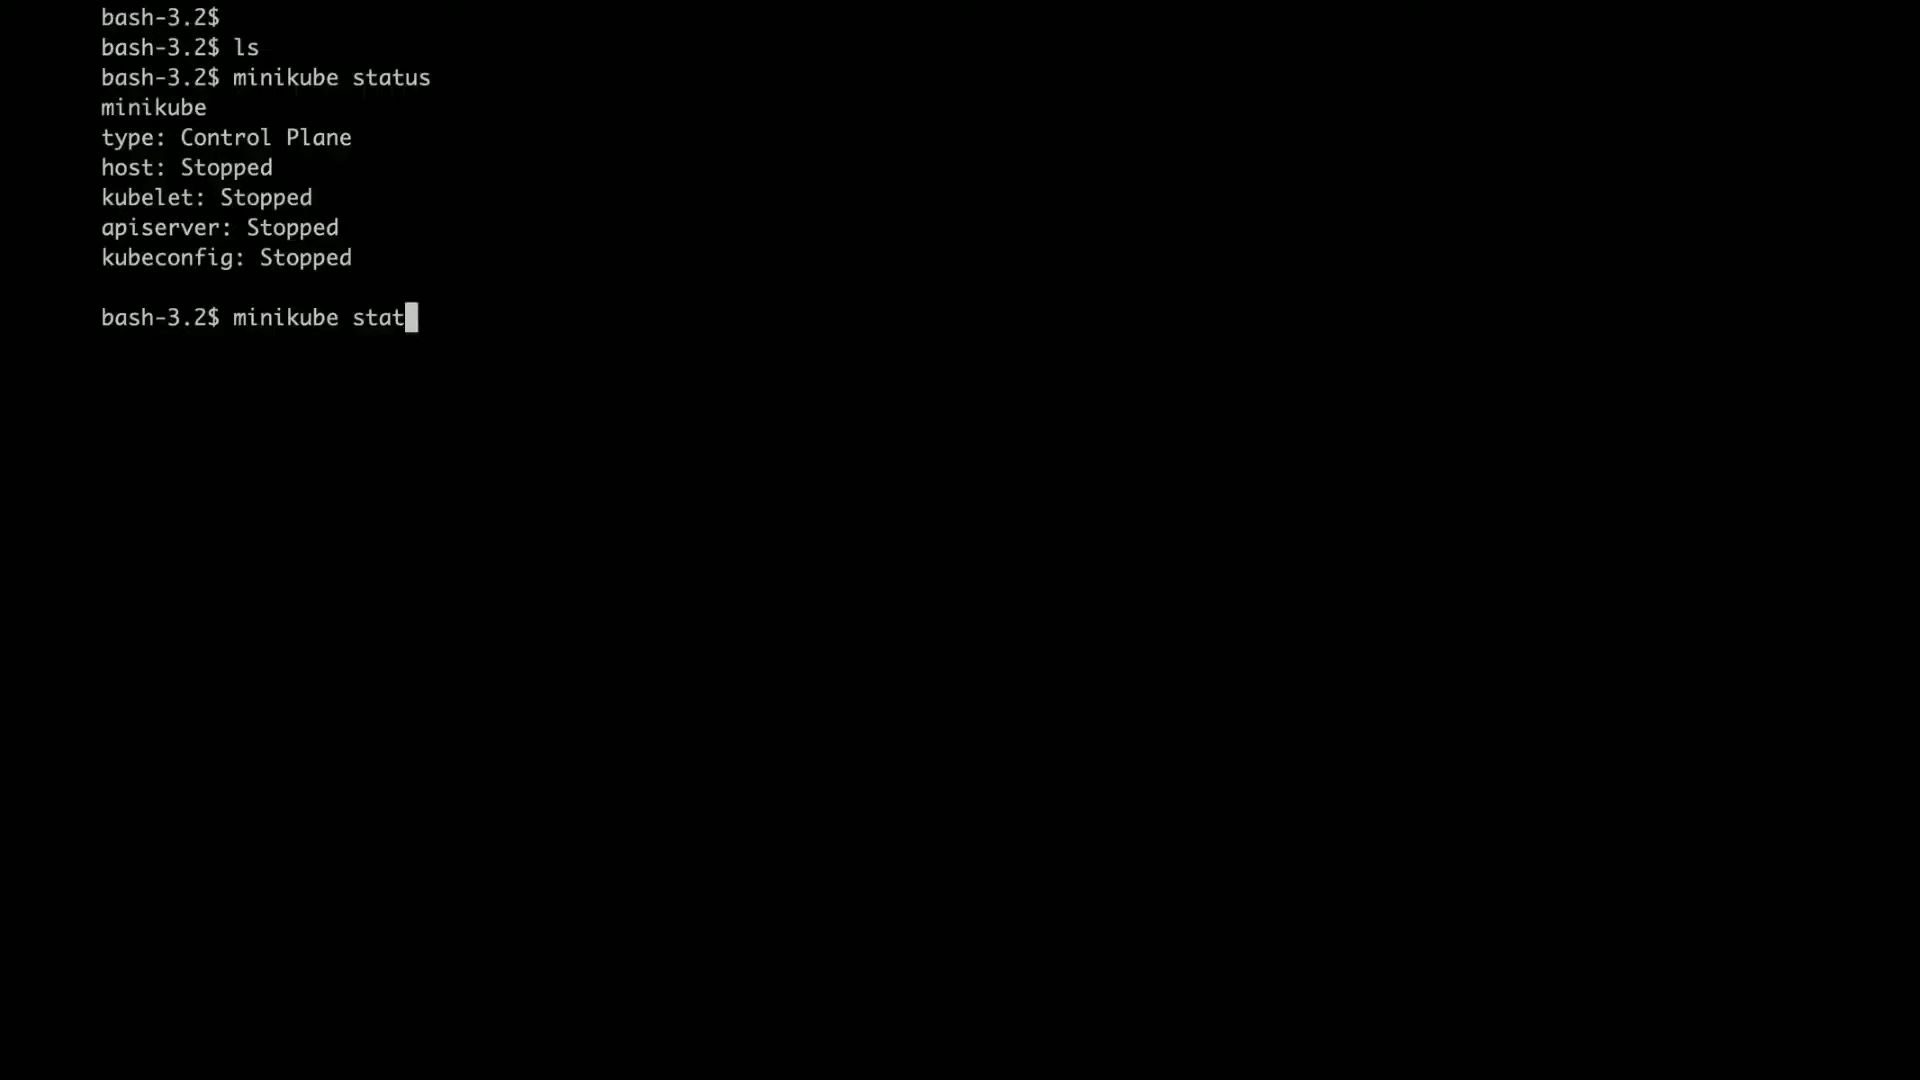 bash-3.2$
bash-3.2$ ls
bash-3.2$ minikube status
minikube
type: Control Plane
host: Stopped
kubelet: Stopped
apiserver: Stopped
kubeconfig: Stopped
bash-3.2$ minikube stat